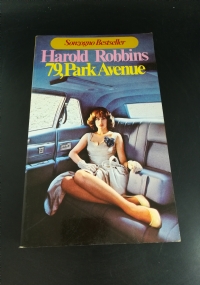 Sonzogno Bestseller
Harold Robbins
79, Park Avenue